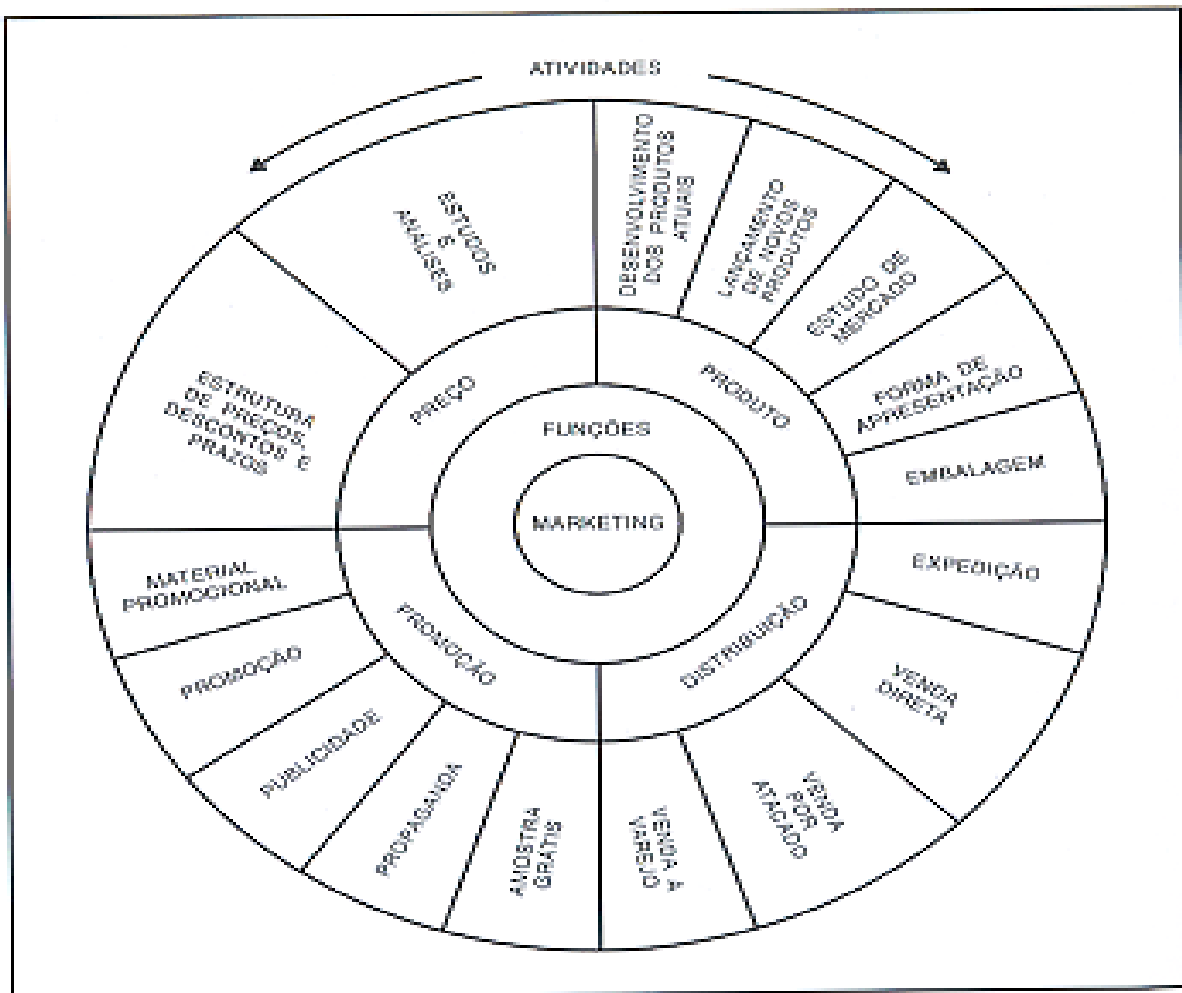 ATIVIDADES
ESTUDOS
E
ANÁLISES
DESENVOLVIMENTO
DOS PRODUTOS
ATUAIS
LANÇAMENTO
DE NOVOS
PRODUTOS
ESTUDO DE
MERCADO
FORMA DE
APRESENTAÇÃO
EMBALAGEM
ESTRUTURA
DE PREÇOS,
DESCONTOS E
PRAZOS
PREÇO
PRODUTO
FUNÇÕES
MARKETING
PROMOÇÃO
DISTRIBUIÇÃO
EXPEDIÇÃO
VENDA
DIRETA
VENDA
POR
ATACADO
VENDA À
VAREJO
AMOSTRA
GRÁTIS
PROPAGANDA
PUBLICIDADE
PROMOÇÃO
MATERIAL
PROMOCIONAL